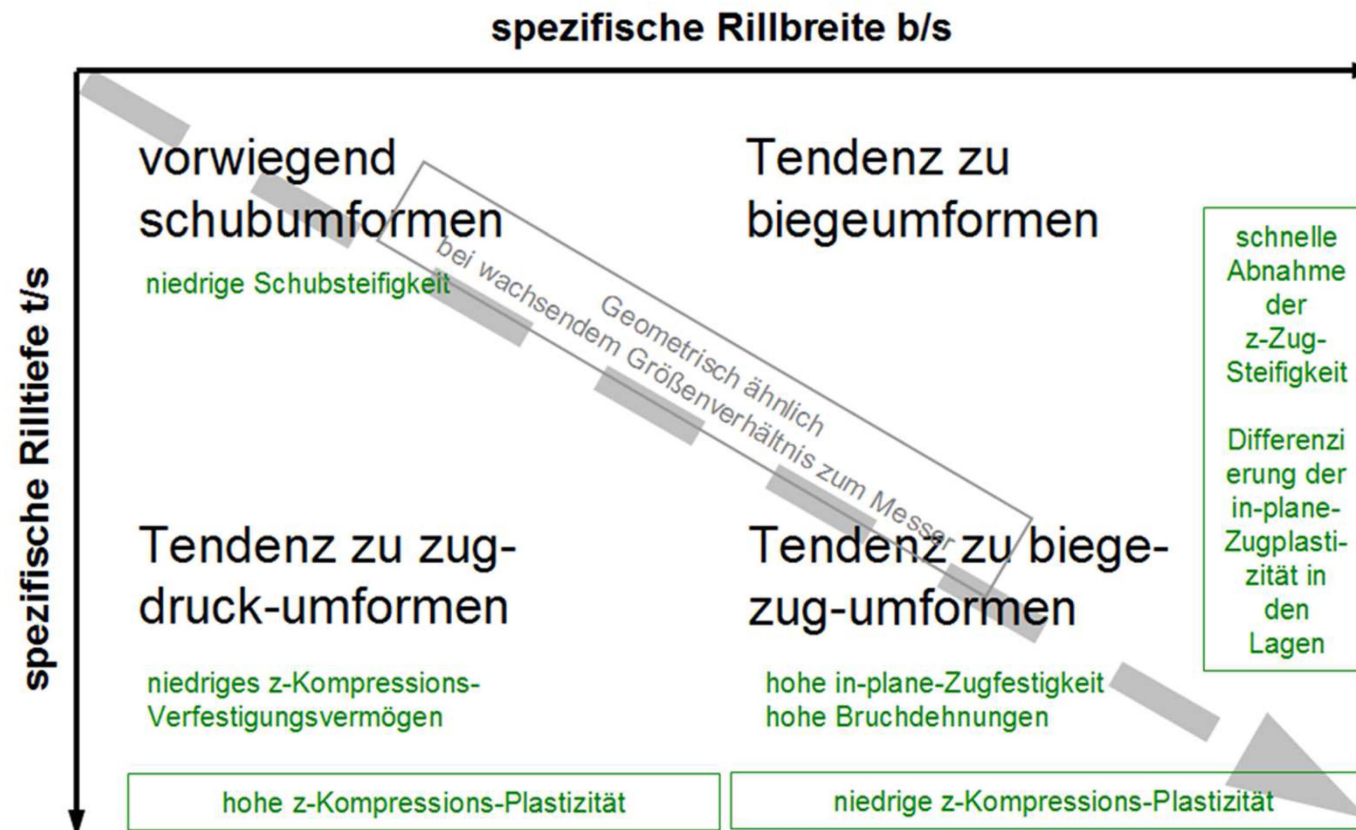 spezifische Rillbreite b/s
spezifische Rilltiefe t/s
vorwiegend
schubumformen
niedrige Schubsteifigkeit
Tendenz zu
biegeumformen
Geometrisch ähnlich
bei wachsendem Größenverhältnis zum Messer
schnelle
Abnahme
der
z-Zug-
Steifigkeit
Differenzi
erung der
in-plane-
Zugplasti-
zität in
den
Lagen
Tendenz zu zug-
druck-umformen
niedriges z-Kompressions-
Verfestigungsvermögen
Tendenz zu biege-
zug-umformen
hohe in-plane-Zugfestigkeit
hohe Bruchdehnungen
hohe z-Kompressions-Plastizität
niedrige z-Kompressions-Plastizität